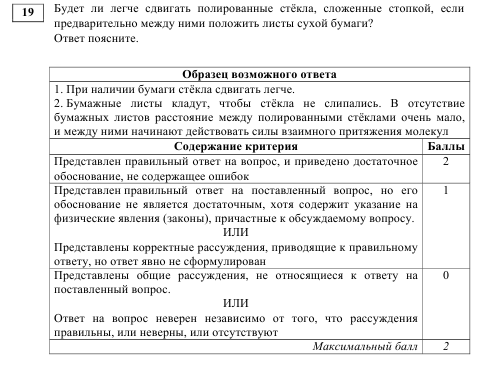 19 Будет ли легче сдвигать полированные стёкла, сложенные стопкой, если
предварительно между ними положить листы сухой бумаги?
Ответ поясните.
Образец возможного ответа
1. При наличии бумаги стёкла сдвигать легче.
2. Бумажные листы кладут, чтобы стёкла не слипались. В отсутствие
бумажных листов расстояние между полированными стёклами очень мало,
и между ними начинают действовать силы взаимного притяжения молекул
Содержание критерия Баллы
Представлен правильный ответ на вопрос, и приведено достаточное 2
обоснование, не содержащее ошибок
Представлен правильный ответ на поставленный вопрос, но его 1
обоснование не является достаточным, хотя содержит указание на
физические явления (законы), причастные к обсуждаемому вопросу.
ИЛИ
Представлены корректные рассуждения, приводящие к правильному
ответу, но ответ явно не сформулирован
Представлены общие рассуждения, не относящиеся к ответу на 0
поставленный вопрос.
ИЛИ
Ответ на вопрос неверен независимо от того, что рассуждения
правильны, или неверны, или отсутствуют
Максимальный балл 2